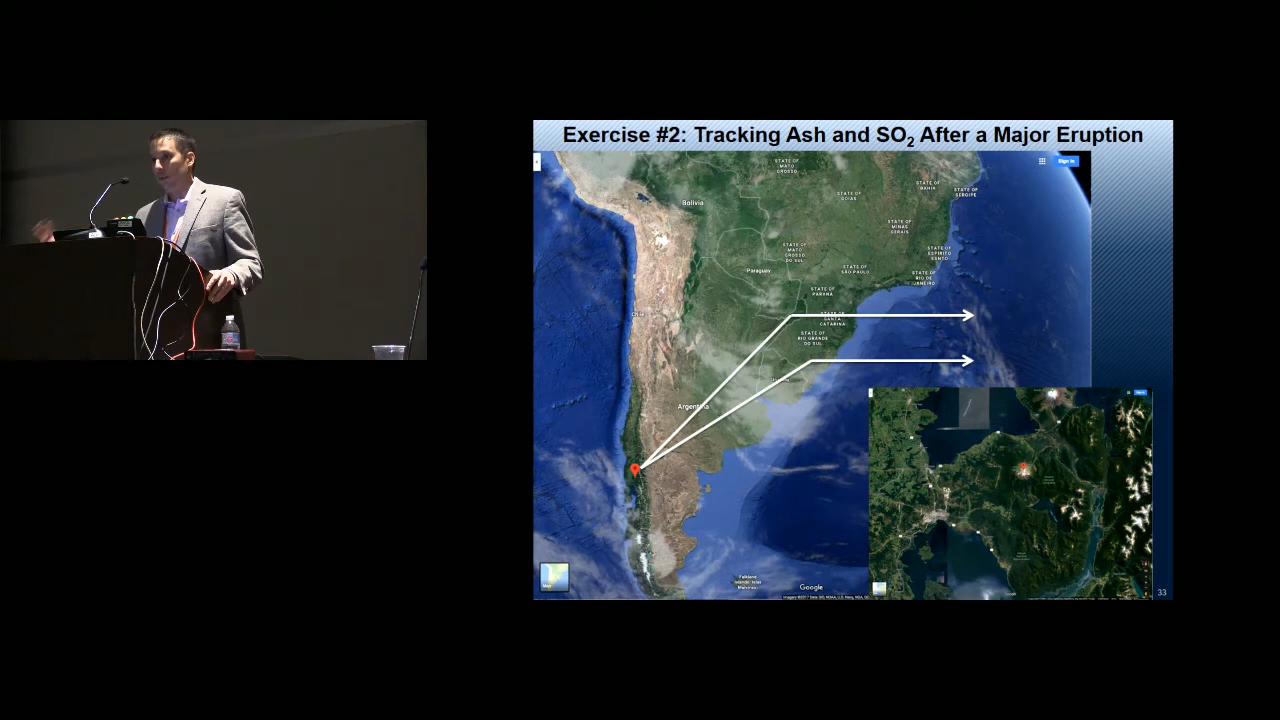 Exercise #2: Tracking Ash and SO2 After a Major Eruption
Sign in
STATE OF
MATO
GROSSO
STATE OF
BAHIA
STATE OF
SERGIPE
STATE OF
GOIAS
Bolivia
STATE OF
MINAS
GERAIS
STATE OF
MATO
GROSSO
DO SUL
STATE OF
ESPIRITO
SANTO
Paraguay
STATE OF
SÃO PAULO
STATE OF
RIO DE
JANEIRO
STATE OF
PARANA
Chile
STATE OF
SANTA
CATARINA
STATE OF
RIO GRANDE
DO SUL
Argentina
Falkland
Islands Islas
Malvinas
Google
33